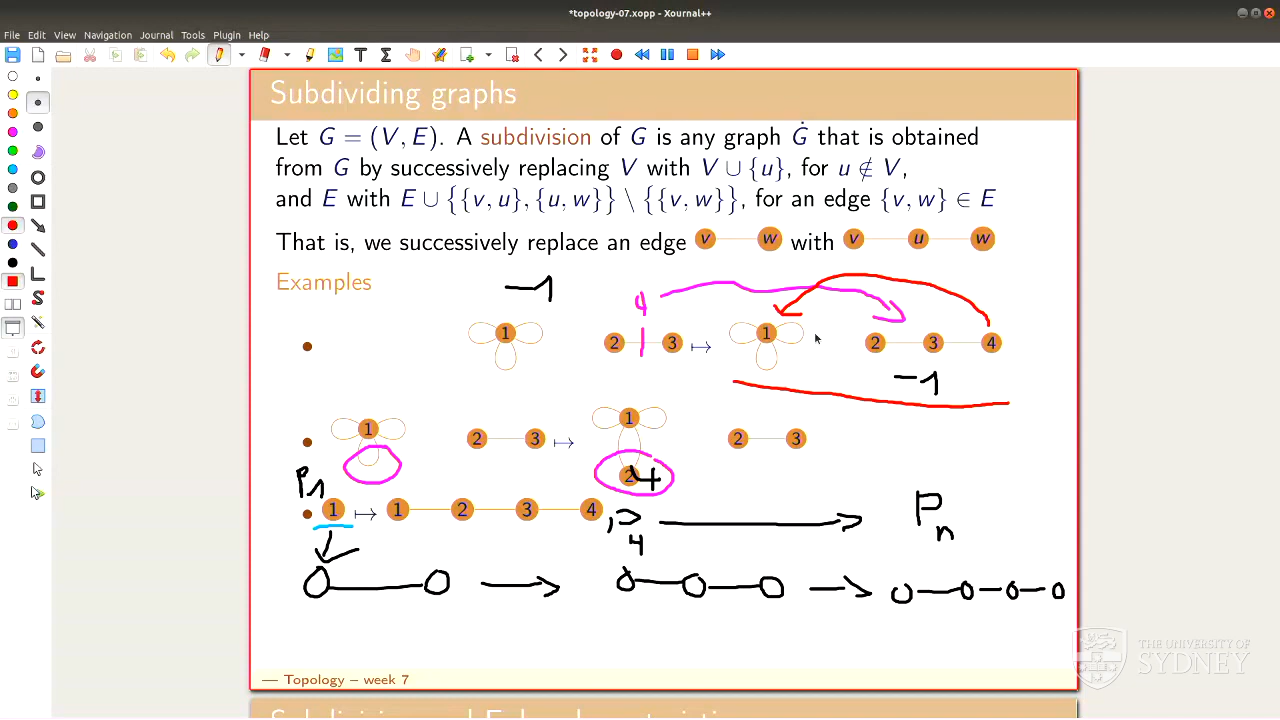 *topology-07.xopp - Xournal++
File Edit View Navigation Journal Tools Plugin Help
Subdividing graphs
Let G = (V, E). A subdivision of G is any graph Ġ that is obtained
from G by successively replacing V with V ∪ {u}, for u ∉ V,
and E with E ∪ {{v, u}, {u, w}} \ {{v, w}}, for an edge {v, w} ∈ E
That is, we successively replace an edge v w with v u w
Examples
−1
4
1 2 3 ↦ 1 2 3 4
−1
1 2 3 ↦ 1 2 3
4
P1
1 ↦ 1 2 3 4 P4 Pn
— Topology – week 7
THE UNIVERSITY OF
SYDNEY